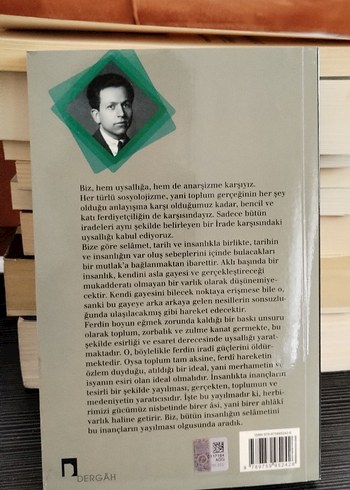 Biz, hem uysallığa, hem de anarşizme karşıyız.
Her türlü sosyolojizme, yani toplum gerçeğinin her şey
olduğu anlayışına karşı olduğumuz kadar, bencil ve
katı ferdiyetçiliğin de karşısındayız. Sadece bütün
iradeleri aynı şekilde belirleyen bir İrade karşısındaki
uysallığı kabul ediyoruz.
Bize göre selâmet, tarih ve insanlıkla birlikte, tarihin
ve insanlığın var oluş sebeplerini içinde bulacakları
bir mutlak'a bağlanmaktan ibarettir. Aklı başında bir
insanlık, kendini asla gayesi ve gerçekleştireceği
mukadderatı olmayan bir varlık olarak düşünemiye-
cektir. Kendi gayesini bilecek noktaya erişmese bile o,
sanki bu gayeye arka arkaya gelen nesillerin sonsuzlu-
ğunda ulaşılacakmış gibi hareket edecektir.
Ferdin boyun eğmek zorunda kaldığı bir baskı unsuru
olarak toplum, zorbalık ve zulme kanat germekte, bu
şekilde esirliği ve esaret derecesinde uysallığı yarat-
maktadır. O, böylelikle ferdin iradi güçlerini öldür-
mektedir. Oysa toplum tam aksine, ferdî hareketin
özlem duyduğu, atıldığı bir ideal, yani merhametin ve
isyanın esiri olan ideal olmalıdır. İnsanlıkta inançların
tesirli bir şekilde yayılması, gerçekten, toplumun ve
medeniyetin yaratıcısıdır. İşte bu yayılmadır ki, herbi-
rimizi gücümüz nisbetinde birer âsi, yani birer ahlâkî
varlık haline getirir. Biz, bütün insanlığın selâmetini
bu inançların yayılması olgusunda aradık.
DERGÂH